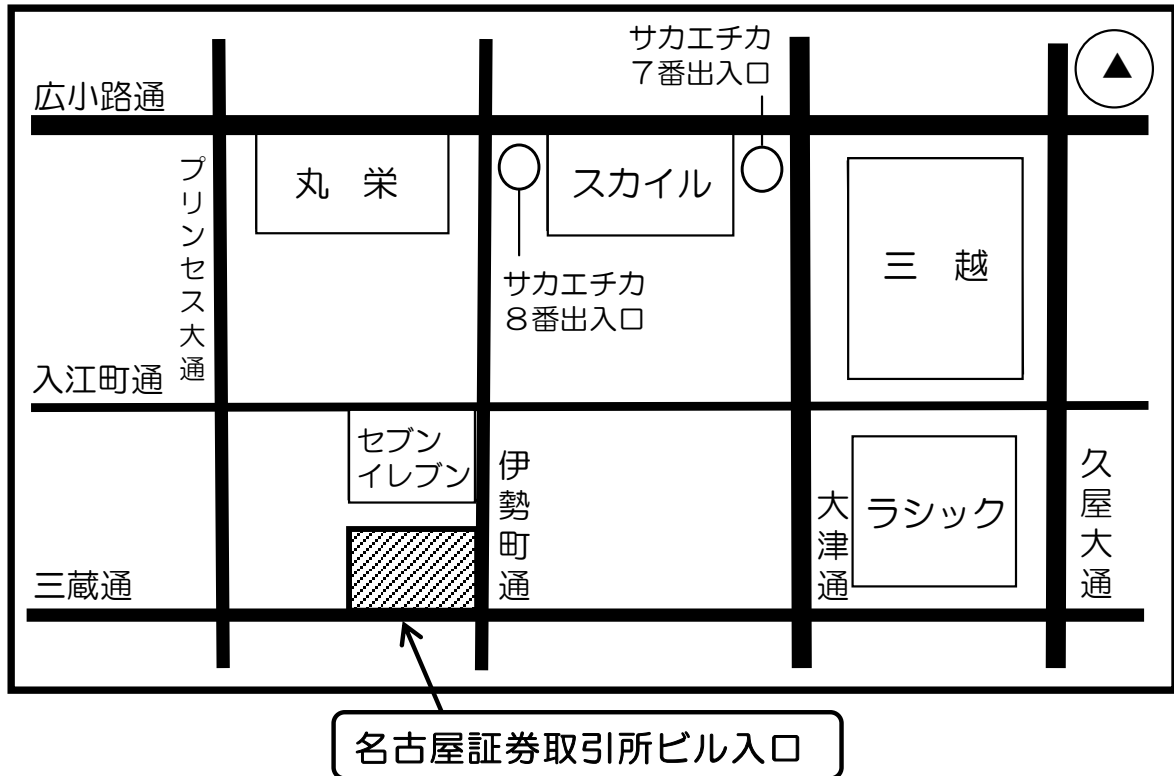 サカエチカ
７番出入口
広小路通
プリンセス大通
丸　栄
スカイル
三　越
サカエチカ
８番出入口
入江町通
セブン
イレブン
伊勢町通
大津通
ラシック
久屋大通
三蔵通
名古屋証券取引所ビル入口